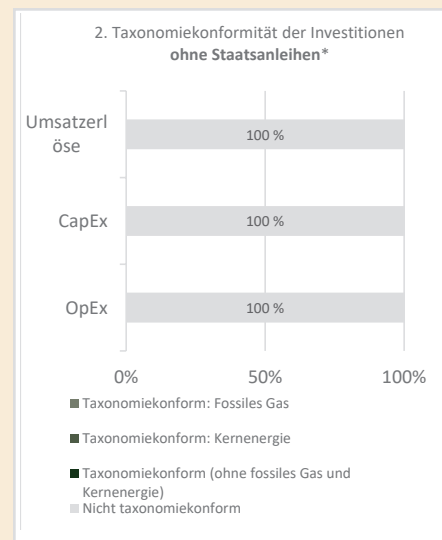 2. Taxonomiekonformität der Investitionen
ohne Staatsanleihen*
Umsatzerl
öse
100 %
CapEx
100 %
OpEx
100 %
0%
50%
100%
Taxonomiekonform: Fossiles Gas
Taxonomiekonform: Kernenergie
Taxonomiekonform (ohne fossiles Gas und
Kernenergie)
Nicht taxonomiekonform